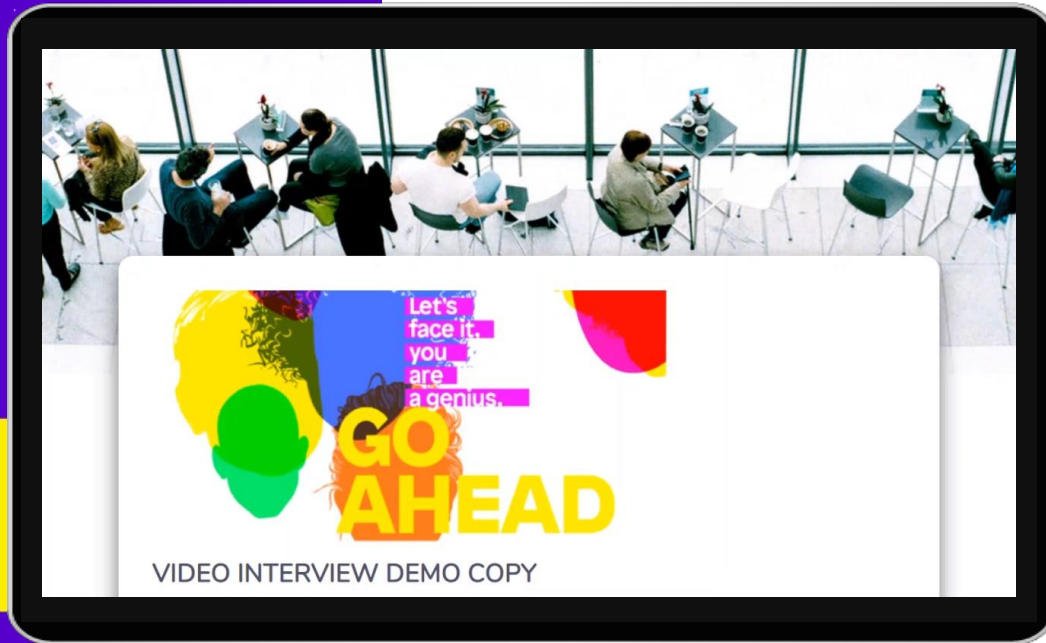 Let's
face it,
you
are
a genius.
GO
AHEAD
VIDEO INTERVIEW DEMO COPY